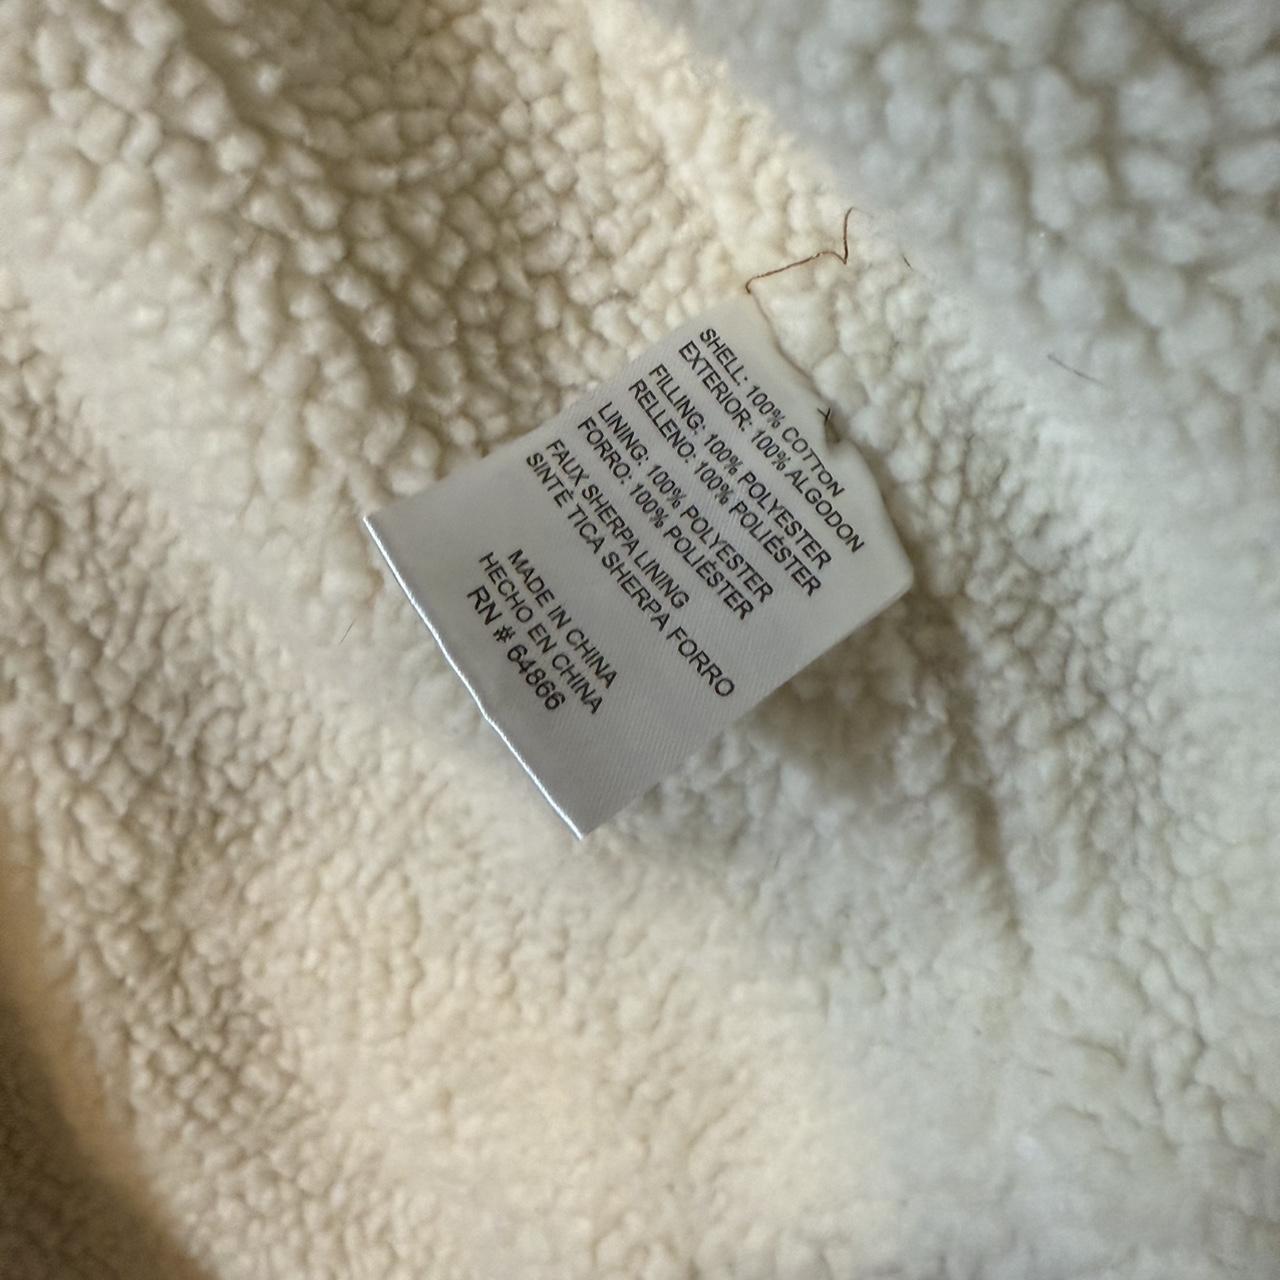 SHELL: 100% COTTON
EXTERIOR: 100% ALGODON
FILLING: 100% POLYESTER
RELLENO: 100% POLIÉSTER
LINING: 100% POLYESTER
FORRO: 100% POLIÉSTER
FAUX SHERPA LINING
SINTÉ TICA SHERPA FORRO
MADE IN CHINA
HECHO EN CHINA
RN # 64866